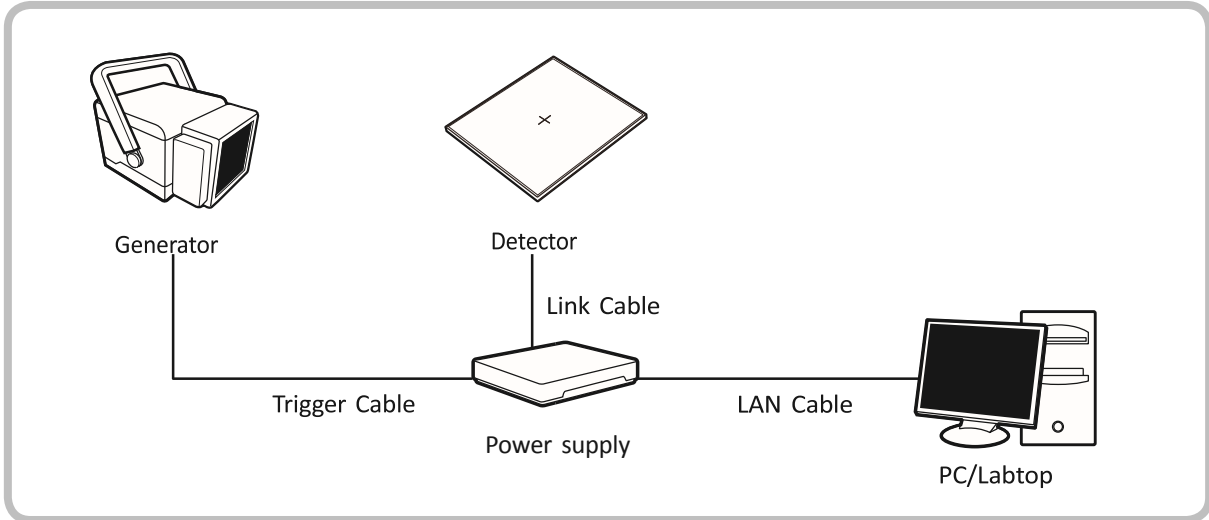 Generator
Detector
Link Cable
Trigger Cable
LAN Cable
Power supply
PC/Labtop